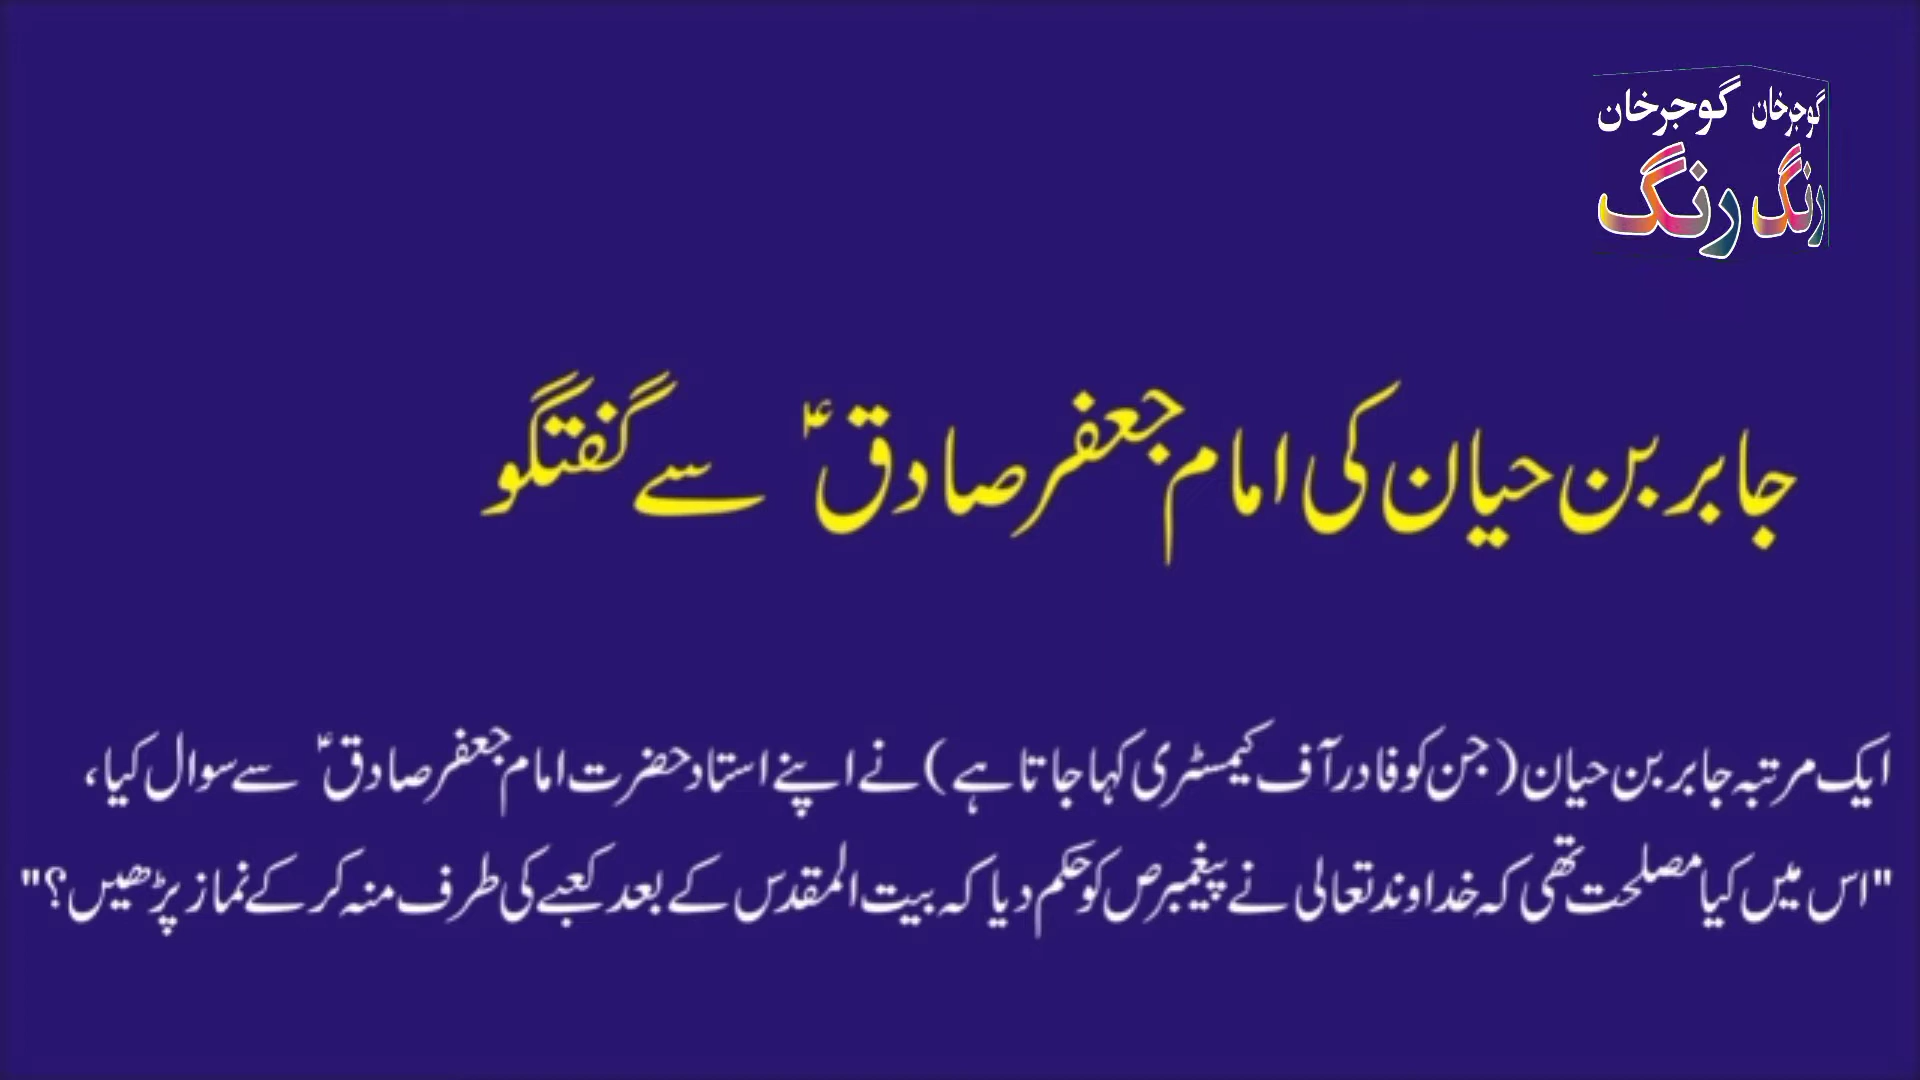 گوجرخان گوجرخان
رنگ رنگ
جابر بن حیان کی امام جعفر صادقؑ سے گفتگو
ایک مرتبہ جابر بن حیان (جن کو فادر آف کیمسٹری کہا جاتا ہے) نے اپنے استاد حضرت امام جعفر صادقؑ سے سوال کیا،
"اس میں کیا مصلحت تھی کہ خداوند تعالی نے پیغمبر ص کو حکم دیا کہ بیت المقدس کے بعد کعبے کی طرف منہ کر کے نماز پڑھیں؟"